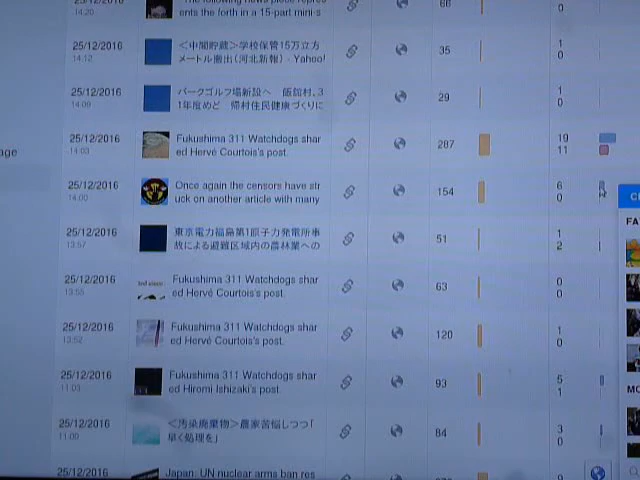 The following news piece repres
14:20
ents the forth in a 15-part mini-s
66
0
25/12/2016
14:12
＜中間貯蔵＞学校保管15万立方
メートル搬出（河北新報） - Yahoo!
35
1
0
25/12/2016
14:09
パークゴルフ場新設へ 飯舘村、3
1年度めど 帰村住民健康づくりに
29
1
0
age
25/12/2016
14:03
Fukushima 311 Watchdogs shar
ed Hervé Courtois's post.
287
19
11
25/12/2016
14:00
Once again the censors have str
uck on another article with many
154
6
0
25/12/2016
13:57
東京電力福島第1原子力発電所事
故による避難区域内の農林業への
51
1
2
25/12/2016
13:55
Fukushima 311 Watchdogs shar
ed Hervé Courtois's post.
63
0
0
25/12/2016
13:52
Fukushima 311 Watchdogs shar
ed Hervé Courtois's post.
120
1
0
25/12/2016
11:03
Fukushima 311 Watchdogs shar
ed Hiromi Ishizaki's post.
93
5
1
25/12/2016
11:00
＜汚染廃棄物＞農家苦悩しつつ「
早く処理を」
84
3
0
25/12/2016
Japan: UN nuclear arms ban res
9
FA
MO